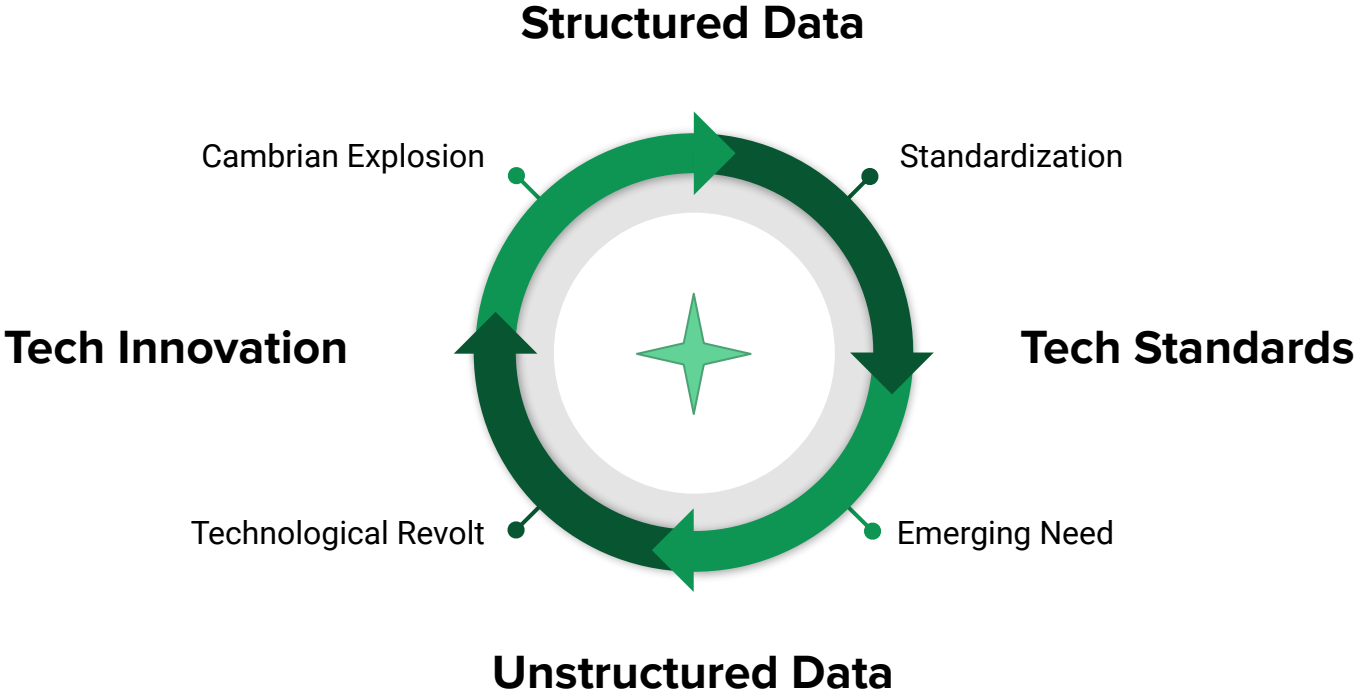 Structured Data
Cambrian Explosion
Standardization
Tech Innovation
Tech Standards
Technological Revolt
Emerging Need
Unstructured Data